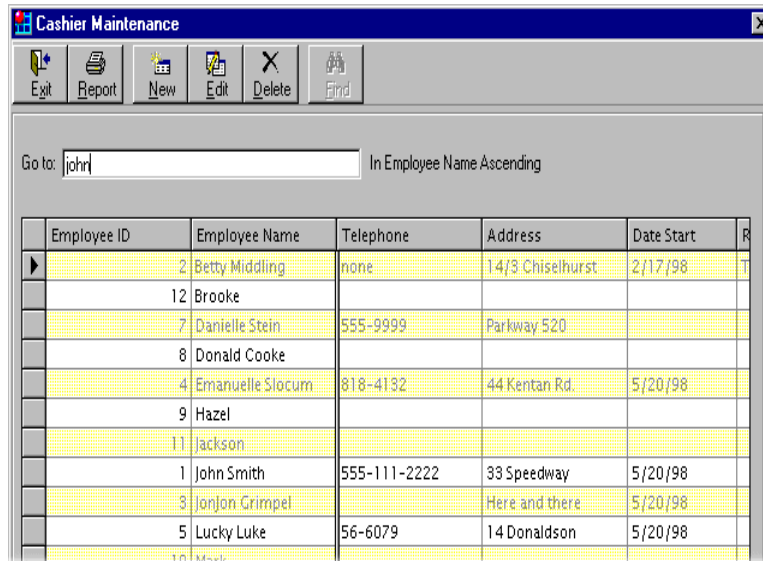 Cashier Maintenance
Exit Report New Edit Delete Find
Go to: john In Employee Name Ascending
Employee ID Employee Name Telephone Address Date Start R
2 Betty Middling none 14/3 Chiselhurst 2/17/98 T
12 Brooke
7 Danielle Stein 555-9999 Parkway 520
8 Donald Cooke
4 Emanuelle Slocum 818-4132 44 Kentan Rd. 5/20/98
9 Hazel
11 Jackson
1 John Smith 555-111-2222 33 Speedway 5/20/98
3 JonJon Grimpel Here and there 5/20/98
5 Lucky Luke 56-6079 14 Donaldson 5/20/98
10 Mark